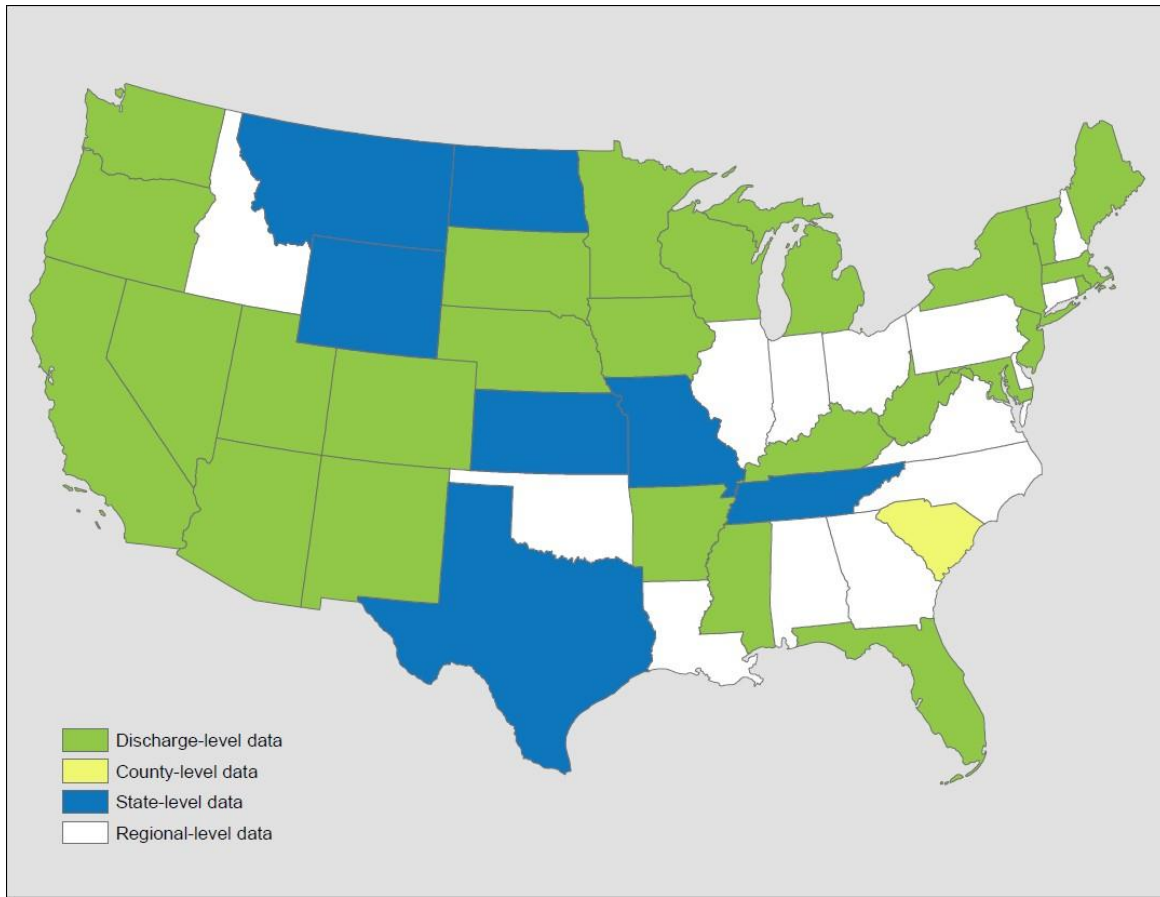 Discharge-level data
County-level data
State-level data
Regional-level data